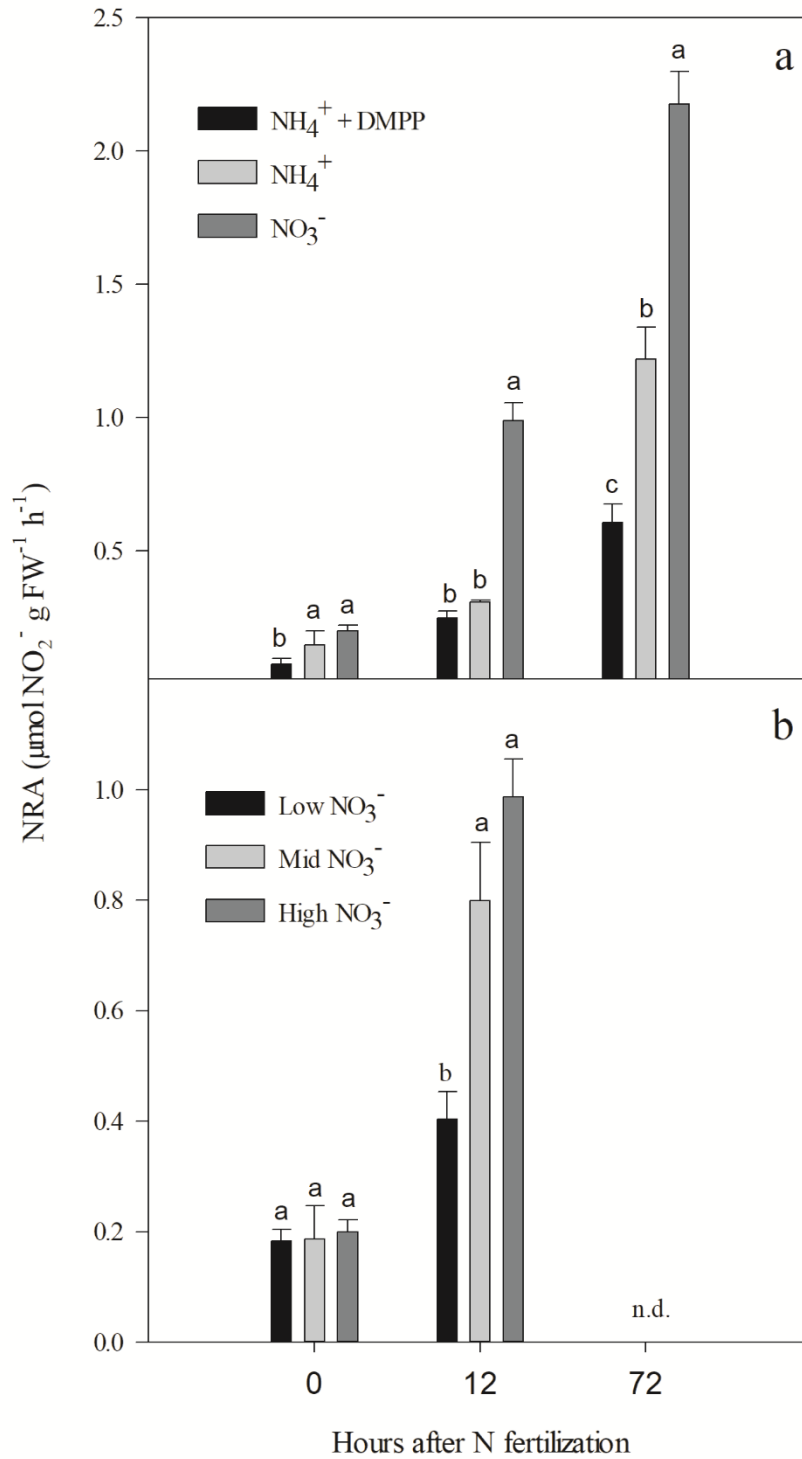 2.5
a
a
NH₄⁺ + DMPP
NH₄⁺
NO₃⁻
2.0
1.5
b
a
1.0
c
0.5
b b
a a
b
NRA (µmol NO₂⁻ g FW⁻¹ h⁻¹)
b
a
1.0
Low NO₃⁻
Mid NO₃⁻
High NO₃⁻
a
0.8
0.6
b
0.4
a a a
0.2
n.d.
0.0
0 12 72
Hours after N fertilization